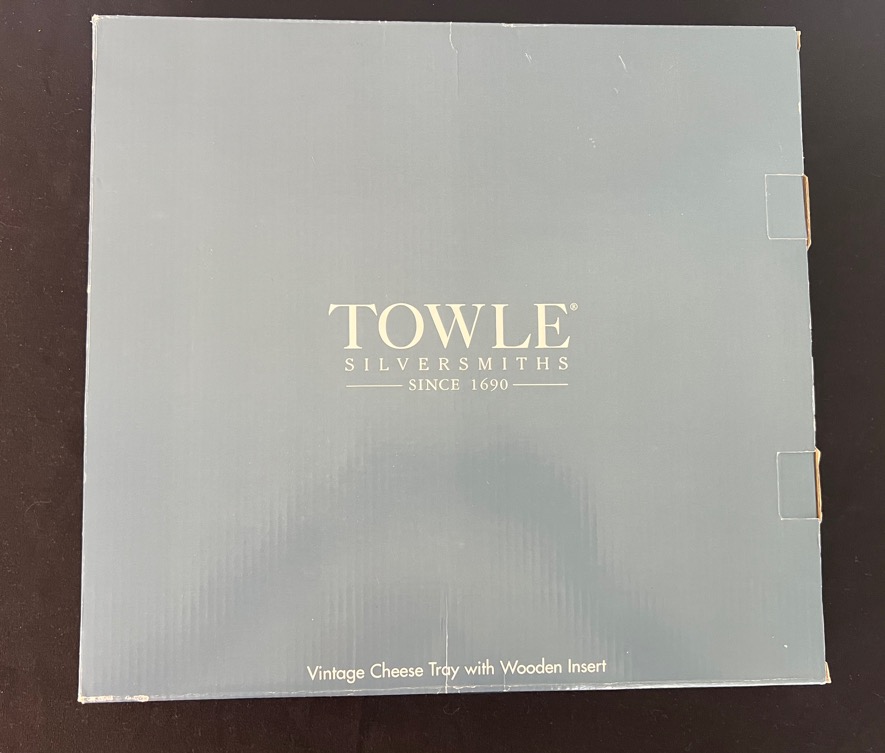 TOWLE®
SILVERSMITHS
SINCE 1690
Vintage Cheese Tray with Wooden Insert